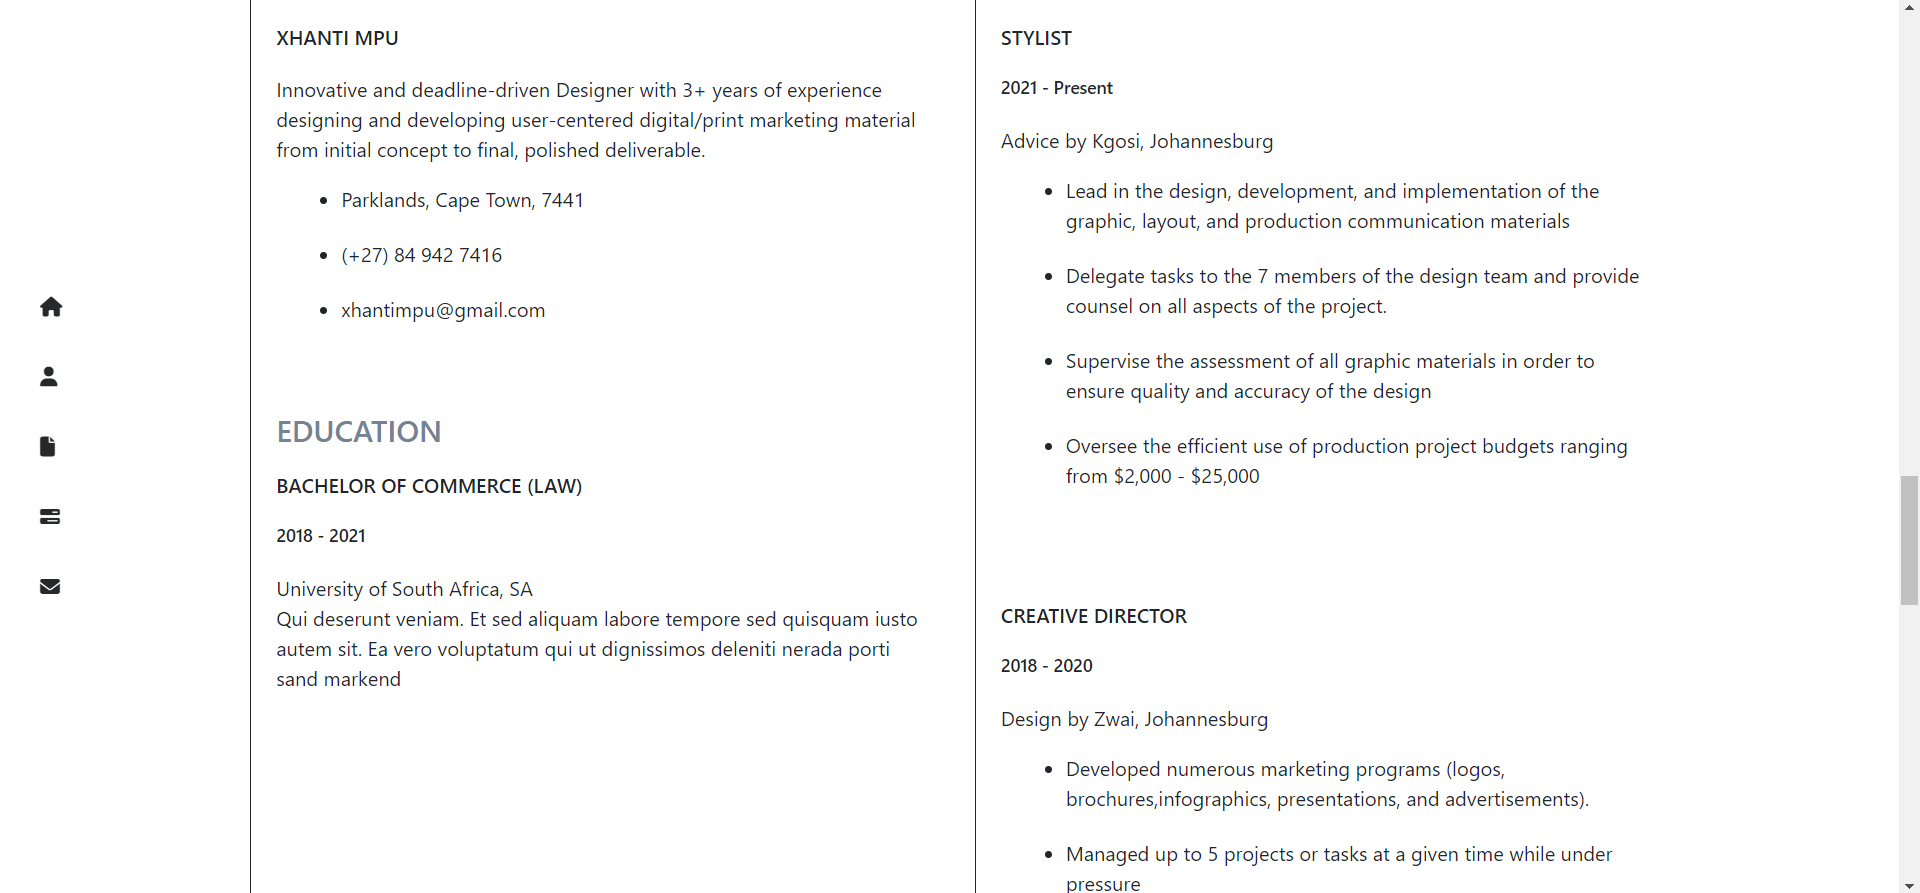 XHANTI MPU
Innovative and deadline-driven Designer with 3+ years of experience
designing and developing user-centered digital/print marketing material
from initial concept to final, polished deliverable.
Parklands, Cape Town, 7441
(+27) 84 942 7416
xhantimpu@gmail.com
EDUCATION
BACHELOR OF COMMERCE (LAW)
2018 - 2021
University of South Africa, SA
Qui deserunt veniam. Et sed aliquam labore tempore sed quisquam iusto
autem sit. Ea vero voluptatum qui ut dignissimos deleniti nerada porti
sand markend
STYLIST
2021 - Present
Advice by Kgosi, Johannesburg
Lead in the design, development, and implementation of the
graphic, layout, and production communication materials
Delegate tasks to the 7 members of the design team and provide
counsel on all aspects of the project.
Supervise the assessment of all graphic materials in order to
ensure quality and accuracy of the design
Oversee the efficient use of production project budgets ranging
from $2,000 - $25,000
CREATIVE DIRECTOR
2018 - 2020
Design by Zwai, Johannesburg
Developed numerous marketing programs (logos,
brochures,infographics, presentations, and advertisements).
Managed up to 5 projects or tasks at a given time while under
pressure